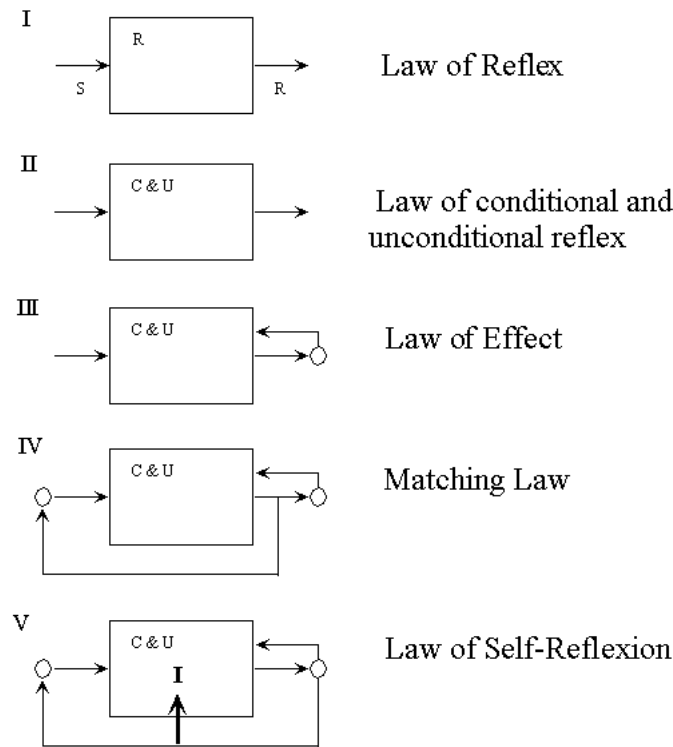 I
R
S
R
Law of Reflex
II
C & U
Law of conditional and
unconditional reflex
III
C & U
Law of Effect
IV
C & U
Matching Law
V
C & U
I
Law of Self-Reflexion